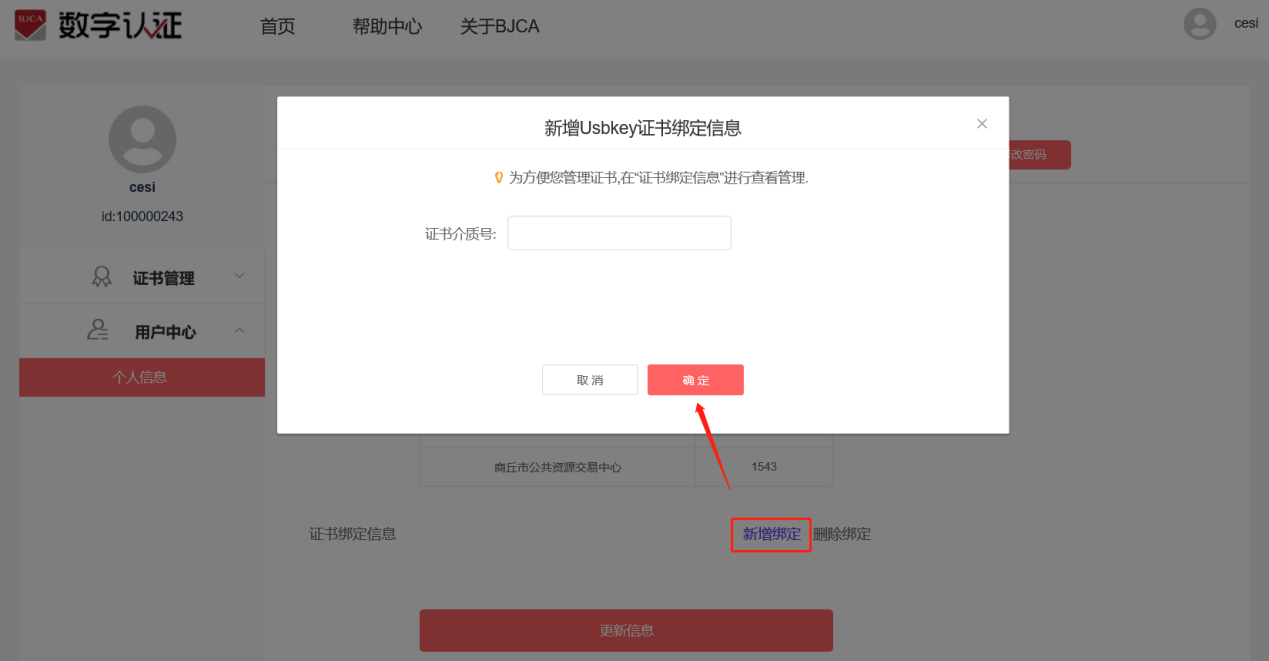 BJCA 数字认证 首页 帮助中心 关于BJCA cesi
cesi
id:100000243
证书管理
用户中心
个人信息
改密码
新增Usbkey证书绑定信息
为方便您管理证书,在“证书绑定信息”进行查看管理.
证书介质号:
取消 确定
商丘市公共资源交易中心 1543
证书绑定信息 新增绑定 删除绑定
更新信息